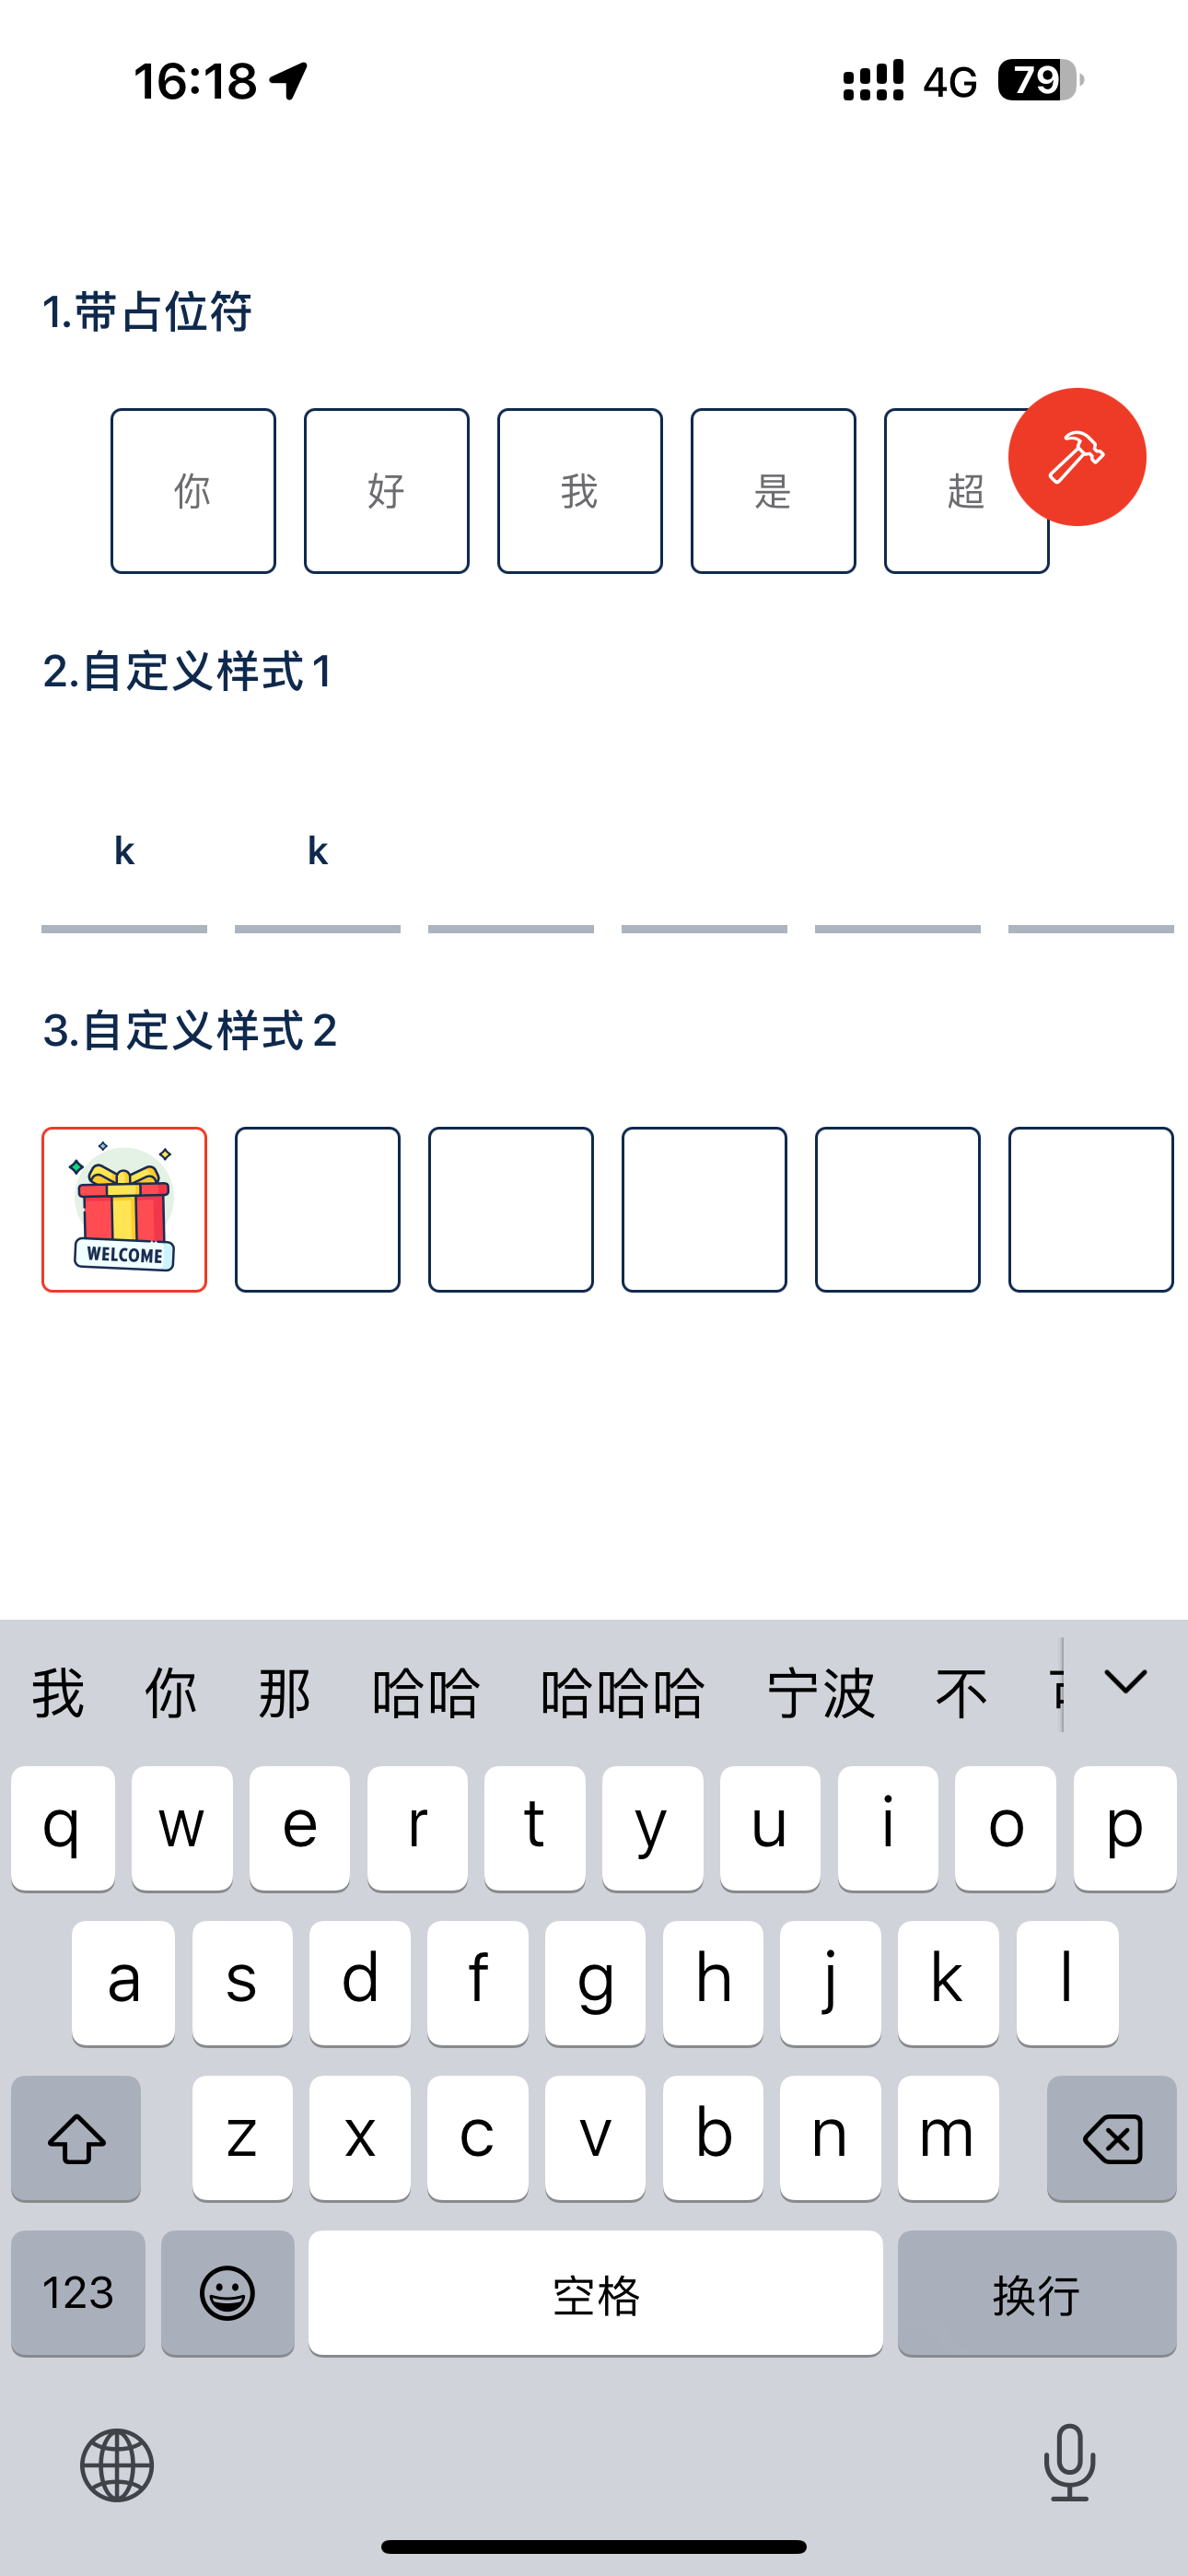 16:18 4G 79
1.带占位符
你 好 我 是 超
2.自定义样式1
k k
3.自定义样式2
WELCOME
我 你 那 哈哈 哈哈哈 宁波 不
q w e r t y u i o p
a s d f g h j k l
z x c v b n m
123 空格 换行